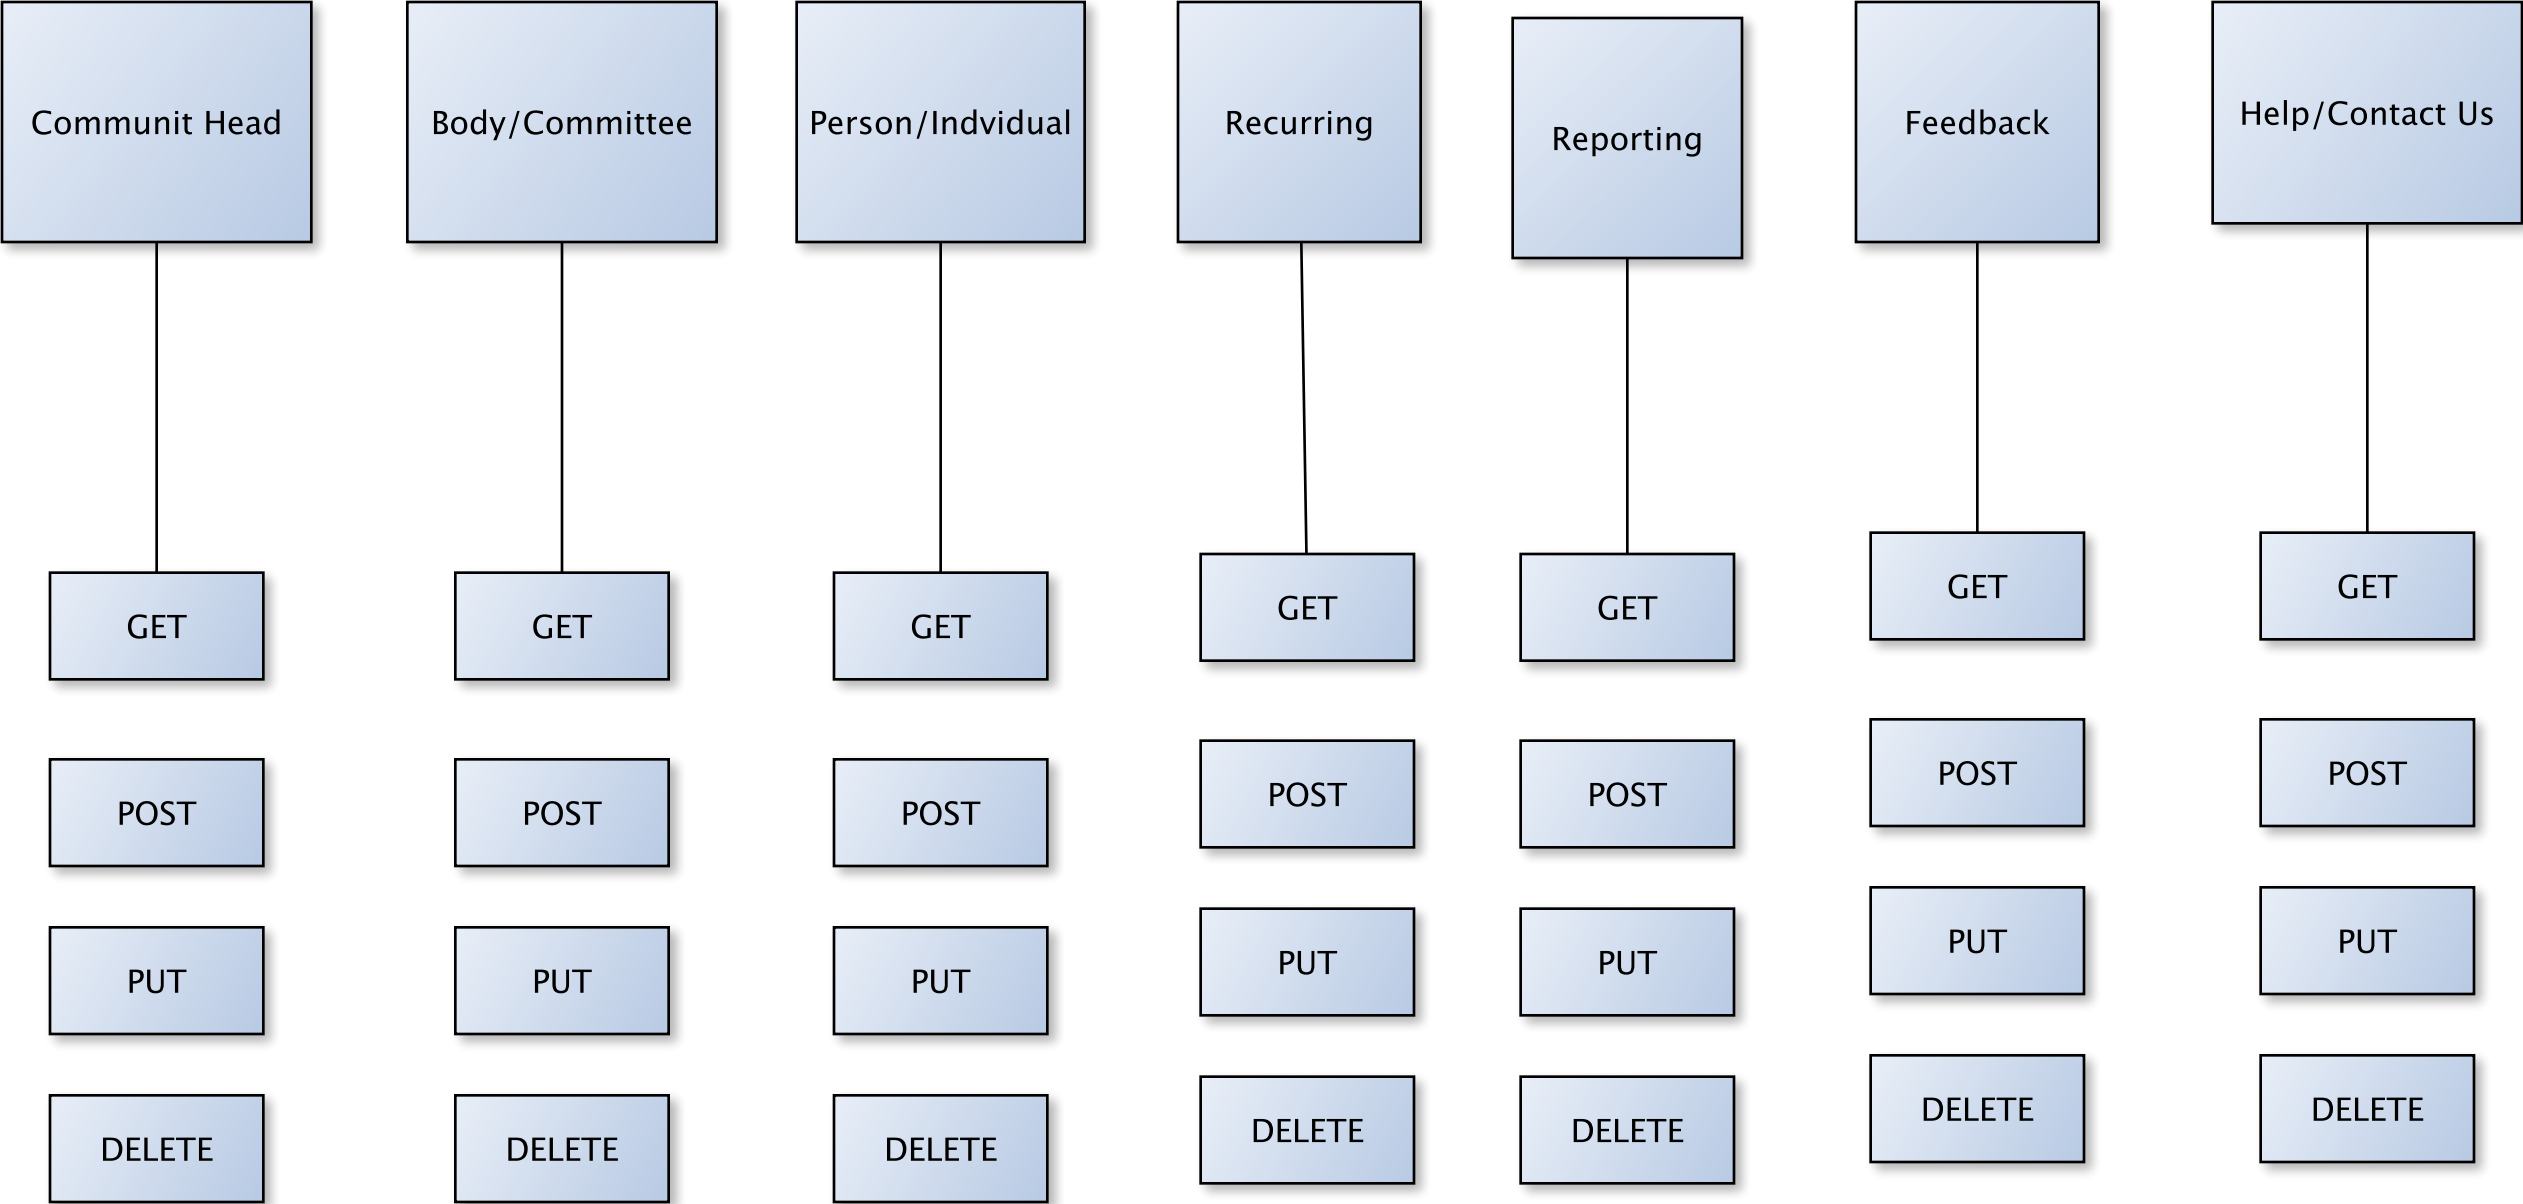 Communit Head
Body/Committee
Person/Indvidual
Recurring
Reporting
Feedback
Help/Contact Us
GET
GET
GET
GET
GET
GET
GET
POST
POST
POST
POST
POST
POST
POST
PUT
PUT
PUT
PUT
PUT
PUT
PUT
DELETE
DELETE
DELETE
DELETE
DELETE
DELETE
DELETE